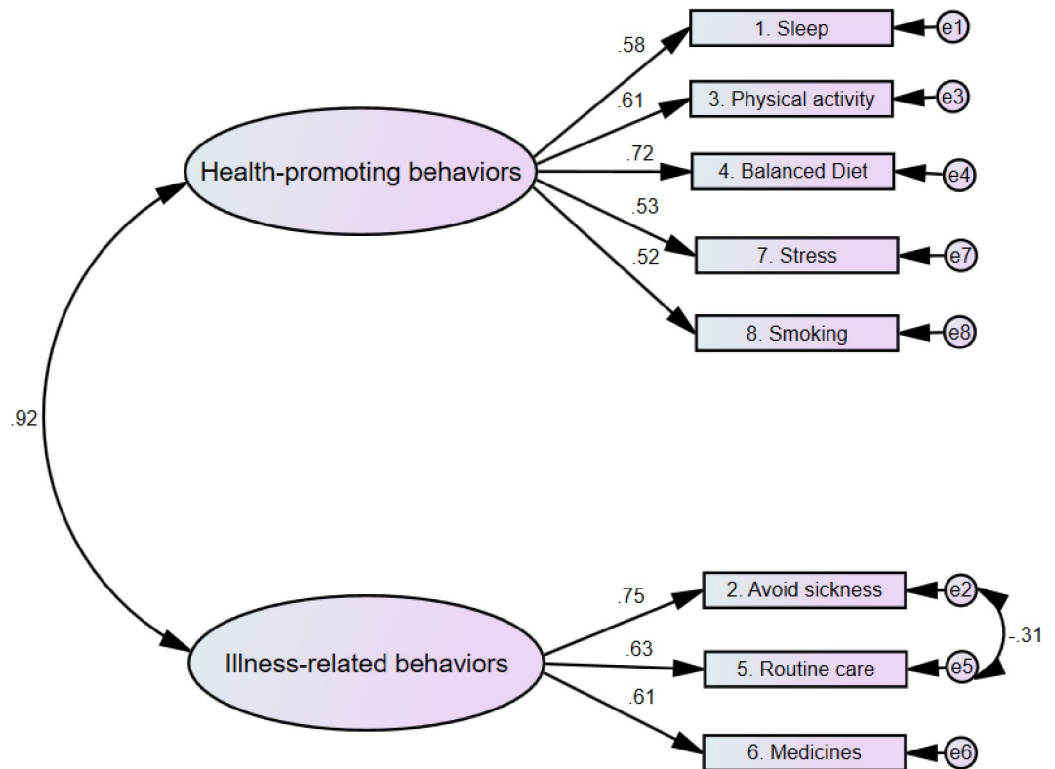 1. Sleep
e1
.58
3. Physical activity
e3
.61
Health-promoting behaviors
.72
4. Balanced Diet
e4
.53
7. Stress
e7
.52
8. Smoking
e8
.92
2. Avoid sickness
e2
.75
-.31
Illness-related behaviors
.63
5. Routine care
e5
.61
6. Medicines
e6